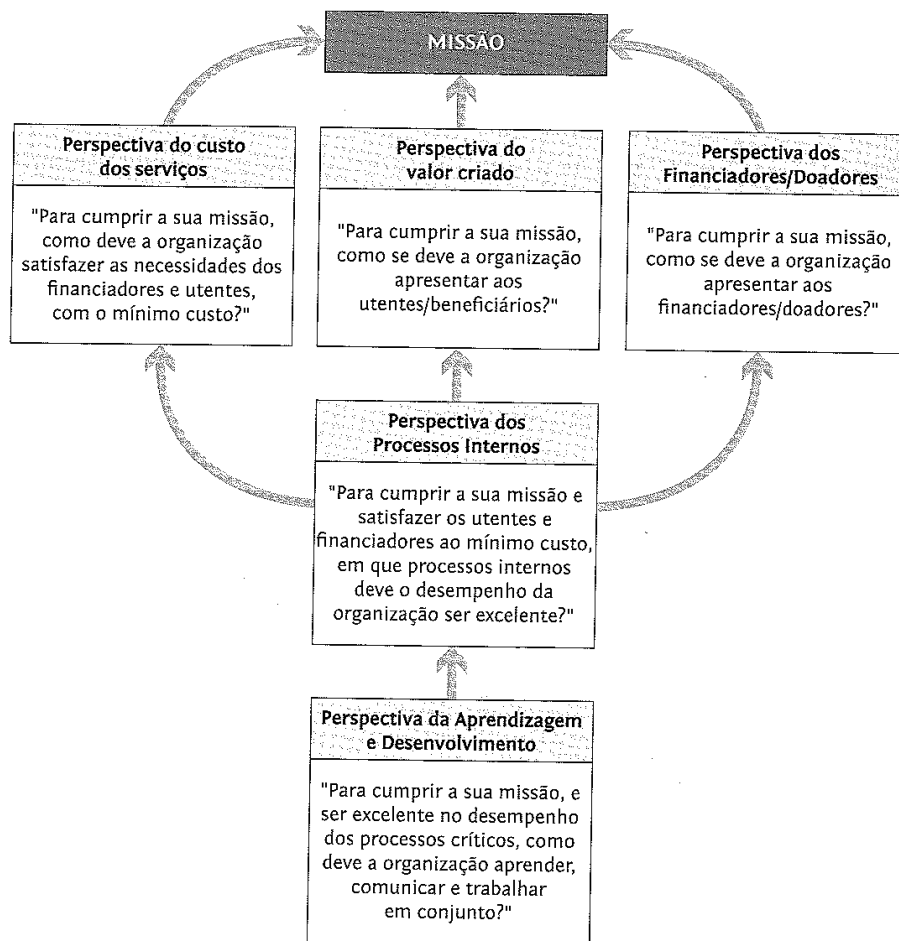 MISSÃO
Perspectiva do custo
dos serviços
"Para cumprir a sua missão,
como deve a organização
satisfazer as necessidades dos
financiadores e utentes,
com o mínimo custo?"
Perspectiva do
valor criado
"Para cumprir a sua missão,
como se deve a organização
apresentar aos
utentes/beneficiários?"
Perspectiva dos
Financiadores/Doadores
"Para cumprir a sua missão,
como se deve a organização
apresentar aos
financiadores/doadores?"
Perspectiva dos
Processos Internos
"Para cumprir a sua missão e
satisfazer os utentes e
financiadores ao mínimo custo,
em que processos internos
deve o desempenho da
organização ser excelente?"
Perspectiva da Aprendizagem
e Desenvolvimento
"Para cumprir a sua missão, e
ser excelente no desempenho
dos processos críticos, como
deve a organização aprender,
comunicar e trabalhar
em conjunto?"